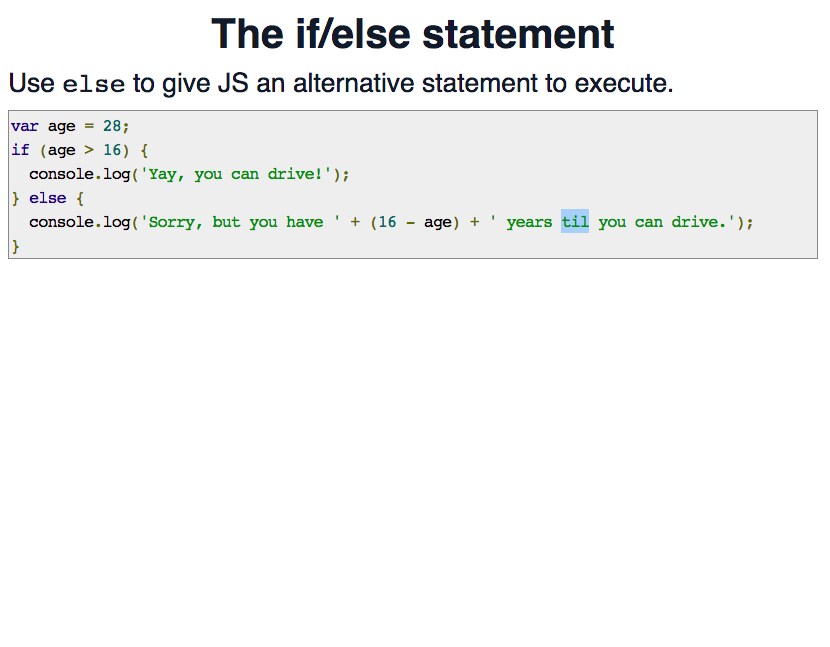 The if/else statement
Use else to give JS an alternative statement to execute.
var age = 28;
if (age > 16) {
  console.log('Yay, you can drive!');
} else {
  console.log('Sorry, but you have ' + (16 - age) + ' years til you can drive.');
}